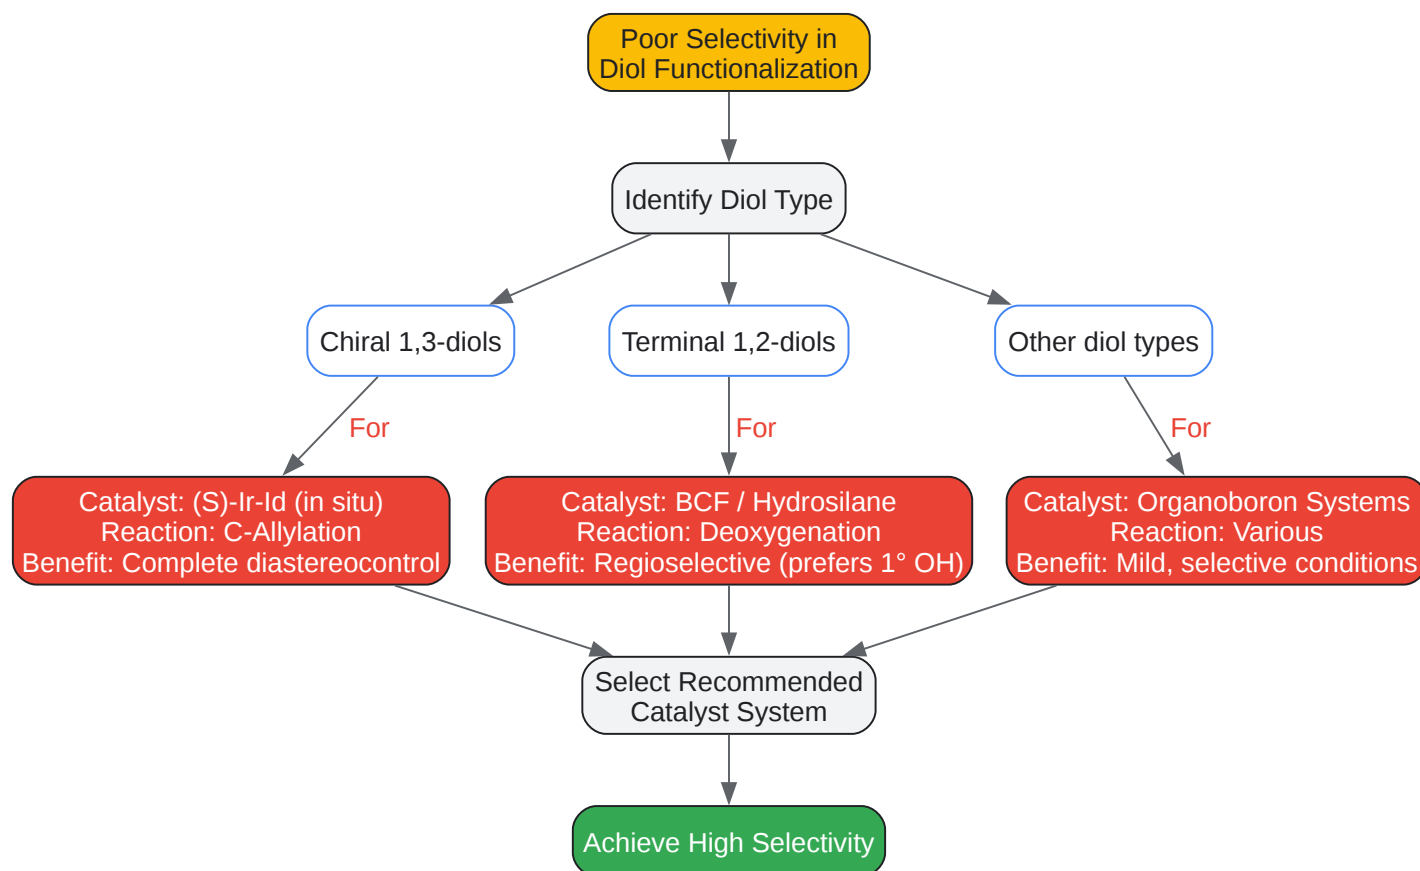 Poor Selectivity in
Diol Functionalization
Identify Diol Type
Chiral 1,3-diols
Terminal 1,2-diols
Other diol types
For
For
For
Catalyst: (S)-Ir-Id (in situ)
Reaction: C-Allylation
Benefit: Complete diastereocontrol
Catalyst: BCF / Hydrosilane
Reaction: Deoxygenation
Benefit: Regioselective (prefers 1° OH)
Catalyst: Organoboron Systems
Reaction: Various
Benefit: Mild, selective conditions
Select Recommended
Catalyst System
Achieve High Selectivity